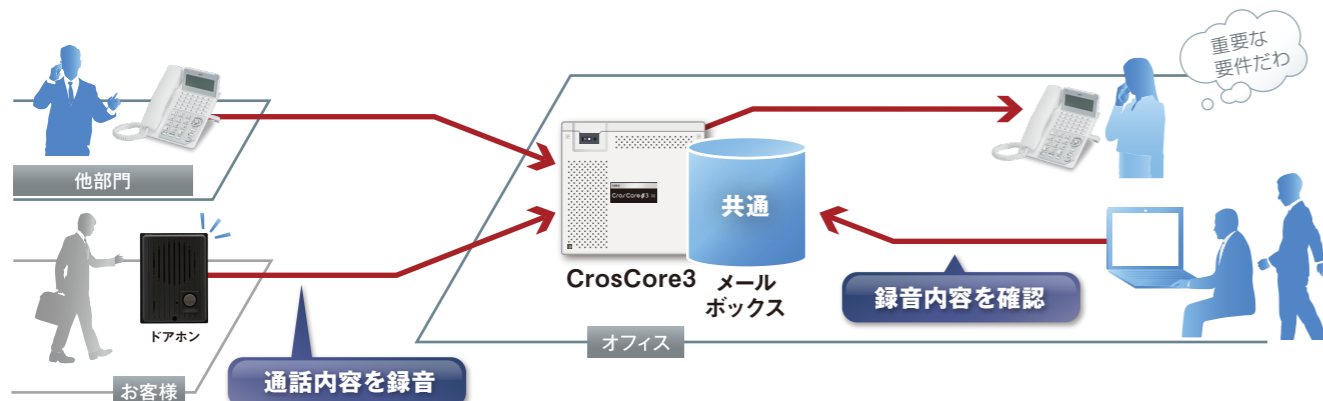 重要な
要件だわ
他部門
CrosCore3
共通
CrosCore3
メール
ボックス
録音内容を確認
ドアホン
オフィス
通話内容を録音
お客様